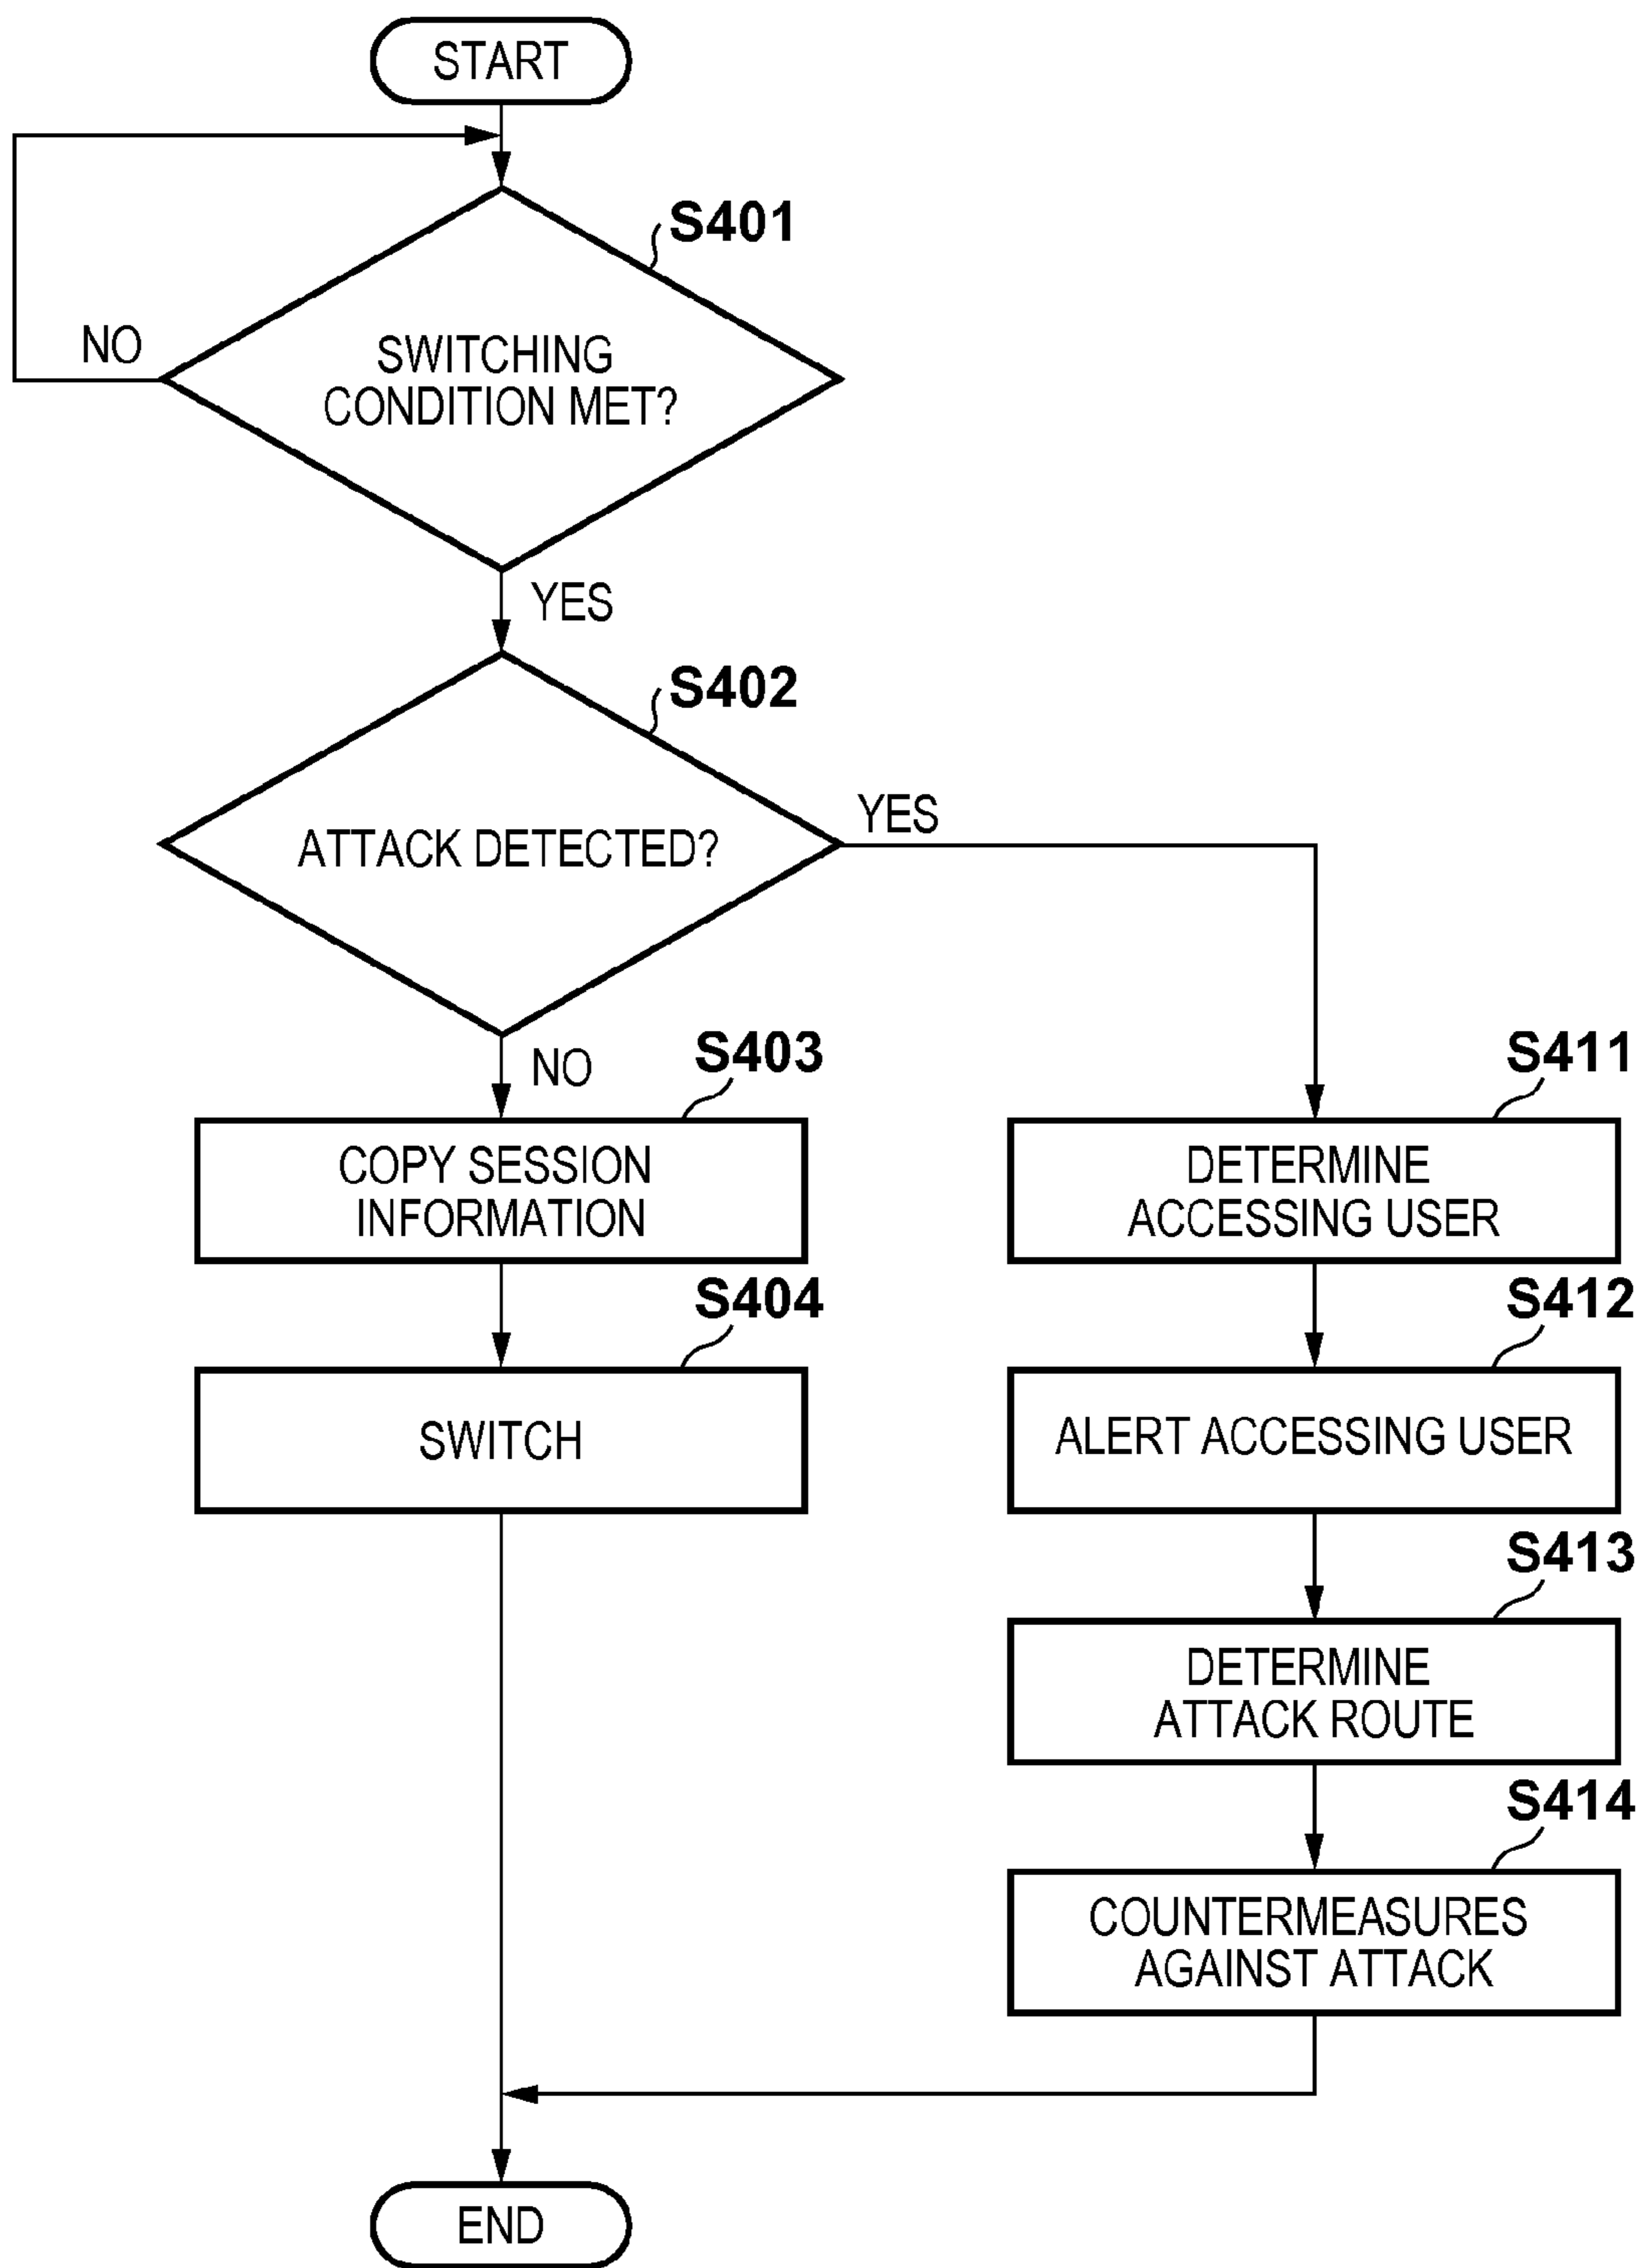 START
S401
NO
SWITCHING
CONDITION MET?
YES
S402
YES
ATTACK DETECTED?
NO
S403
COPY SESSION
INFORMATION
S404
SWITCH
S411
DETERMINE
ACCESSING USER
S412
ALERT ACCESSING USER
S413
DETERMINE
ATTACK ROUTE
S414
COUNTERMEASURES
AGAINST ATTACK
END